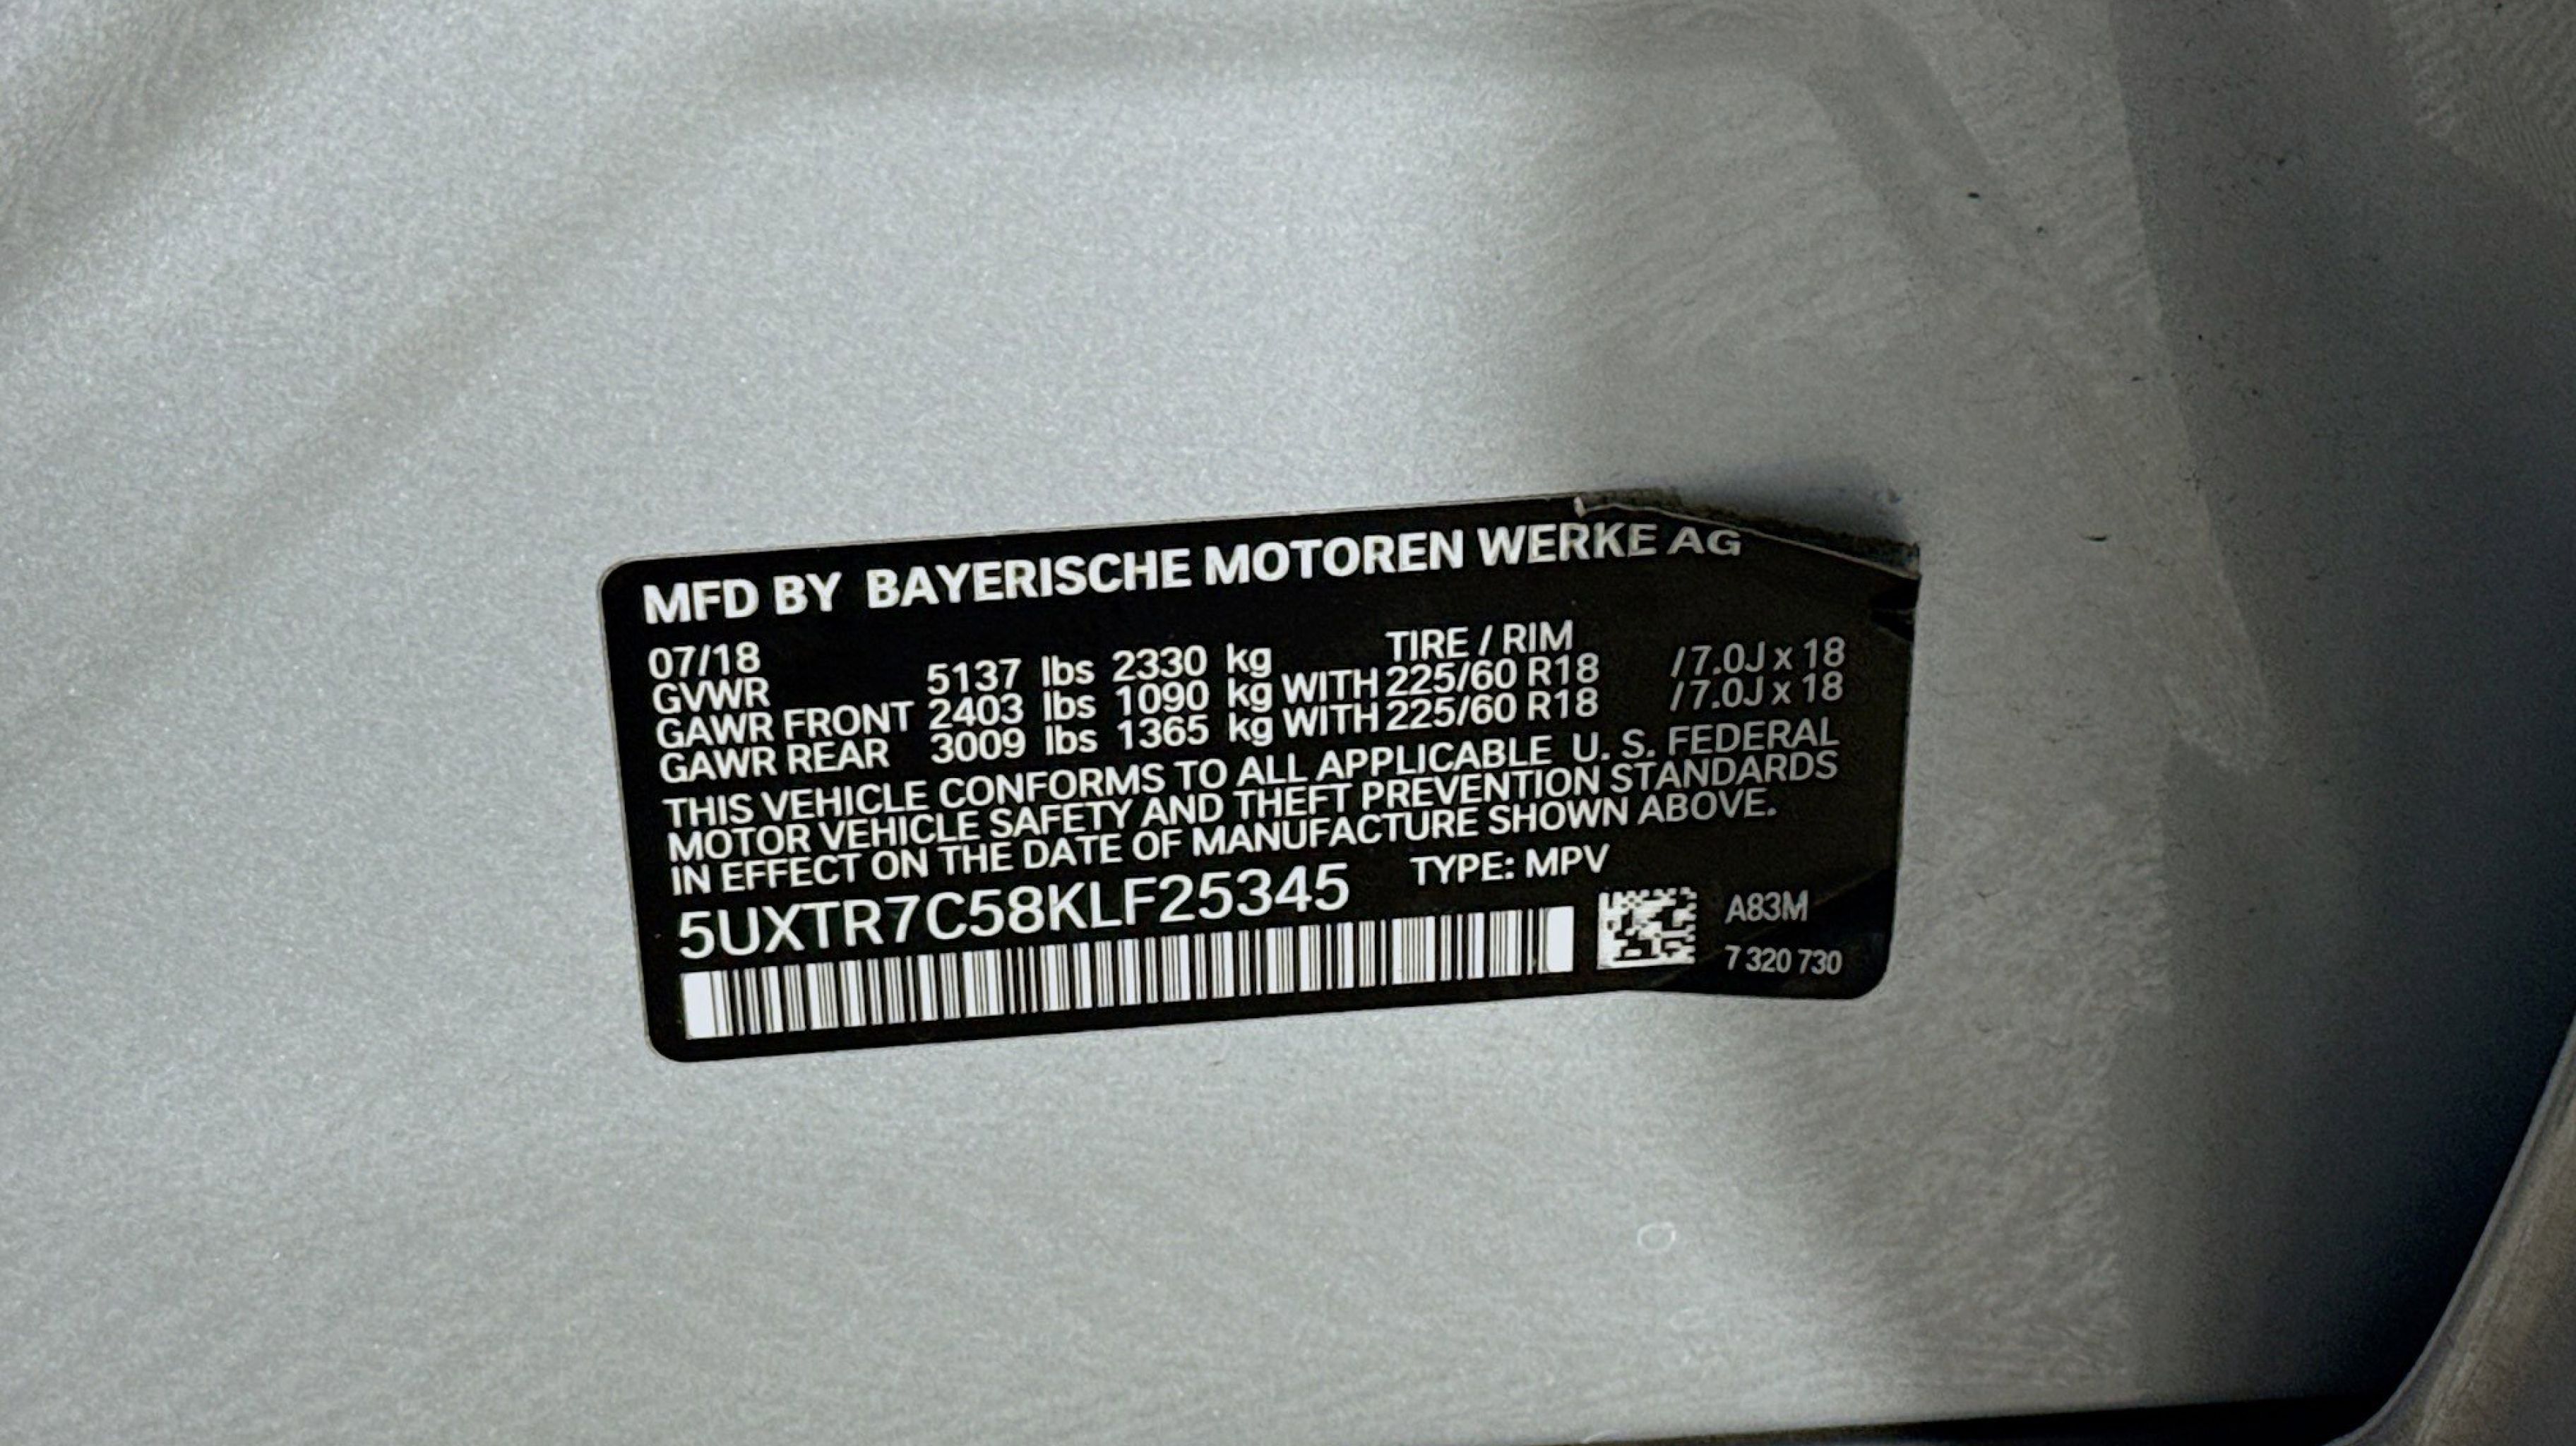 MFD BY BAYERISCHE MOTOREN WERKE AG
07/18 TIRE / RIM
GVWR 5137 lbs 2330 kg
GAWR FRONT 2403 lbs 1090 kg WITH 225/60 R18 / 7.0J x 18
GAWR REAR 3009 lbs 1365 kg WITH 225/60 R18 / 7.0J x 18
THIS VEHICLE CONFORMS TO ALL APPLICABLE U. S. FEDERAL
MOTOR VEHICLE SAFETY AND THEFT PREVENTION STANDARDS
IN EFFECT ON THE DATE OF MANUFACTURE SHOWN ABOVE.
5UXTR7C58KLF25345 TYPE: MPV
A83M
7 320 730